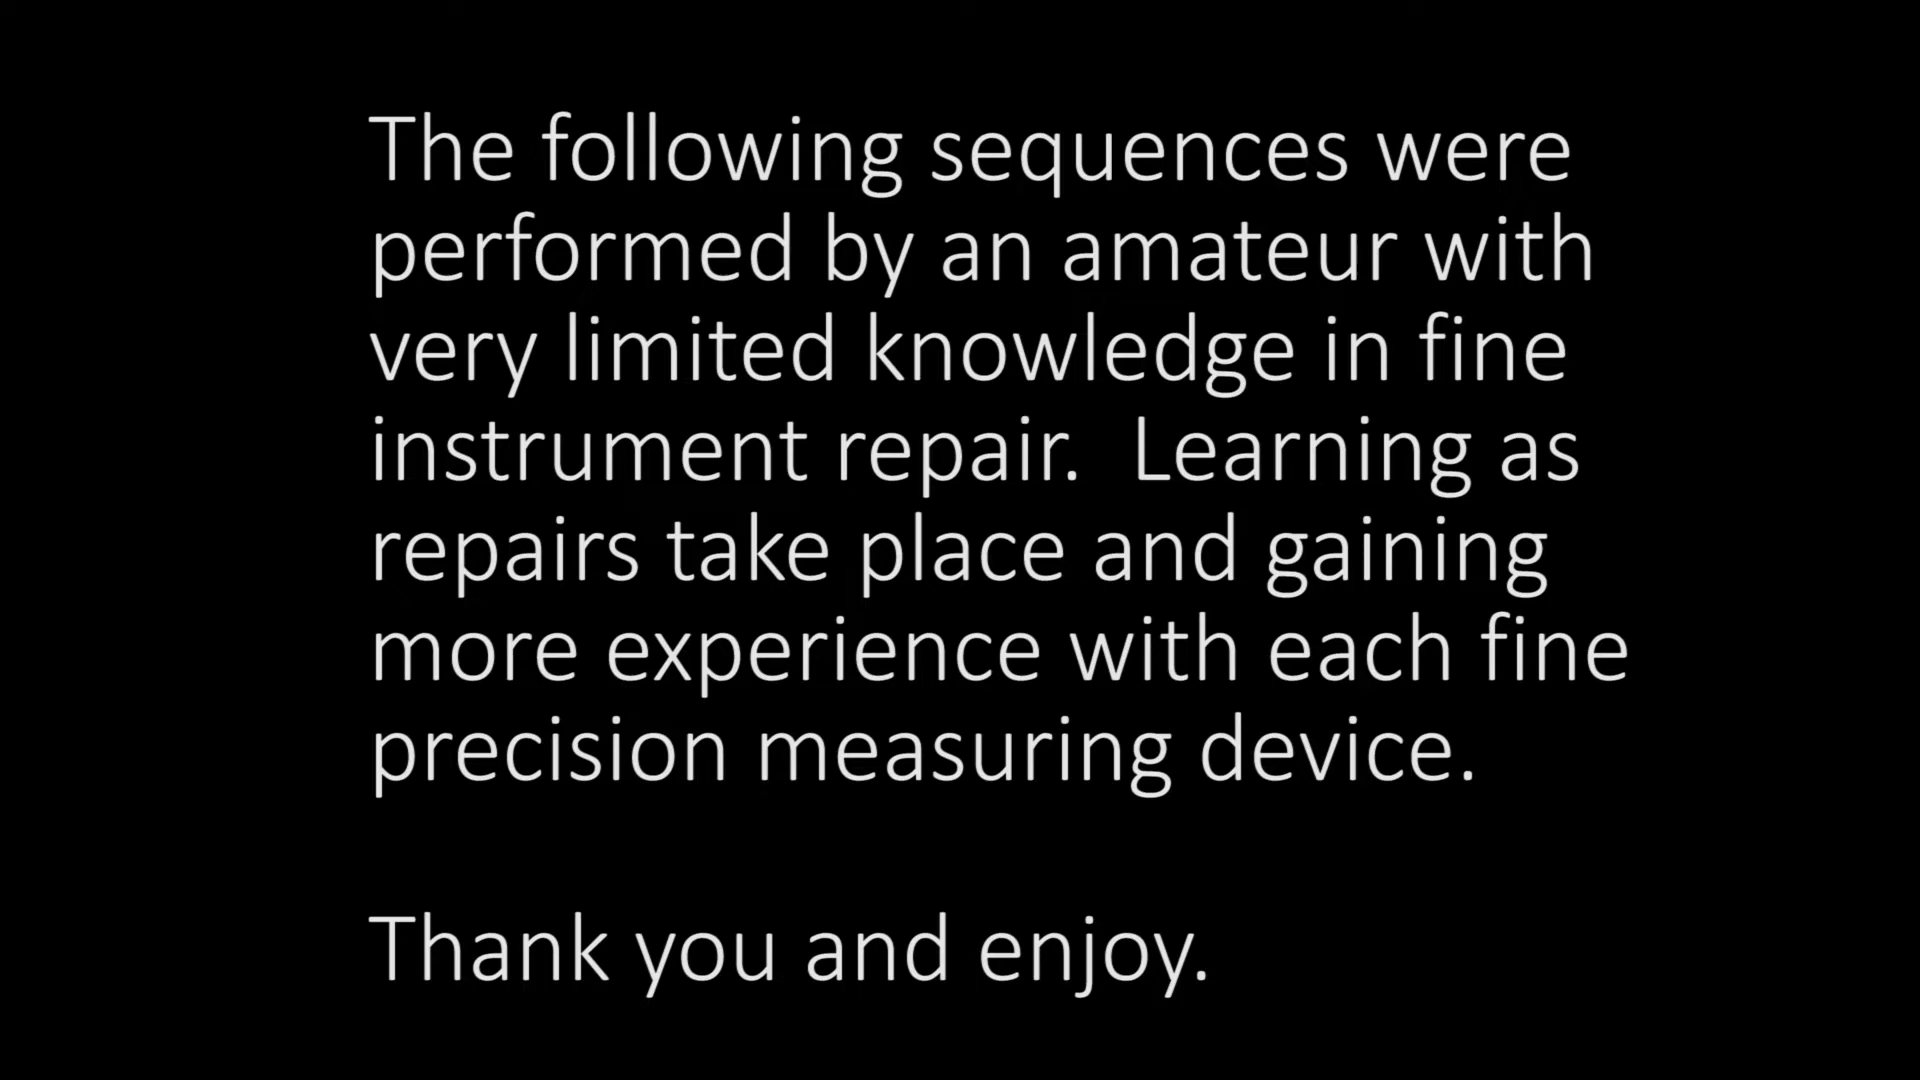 The following sequences were
performed by an amateur with
very limited knowledge in fine
instrument repair.  Learning as
repairs take place and gaining
more experience with each fine
precision measuring device.
Thank you and enjoy.